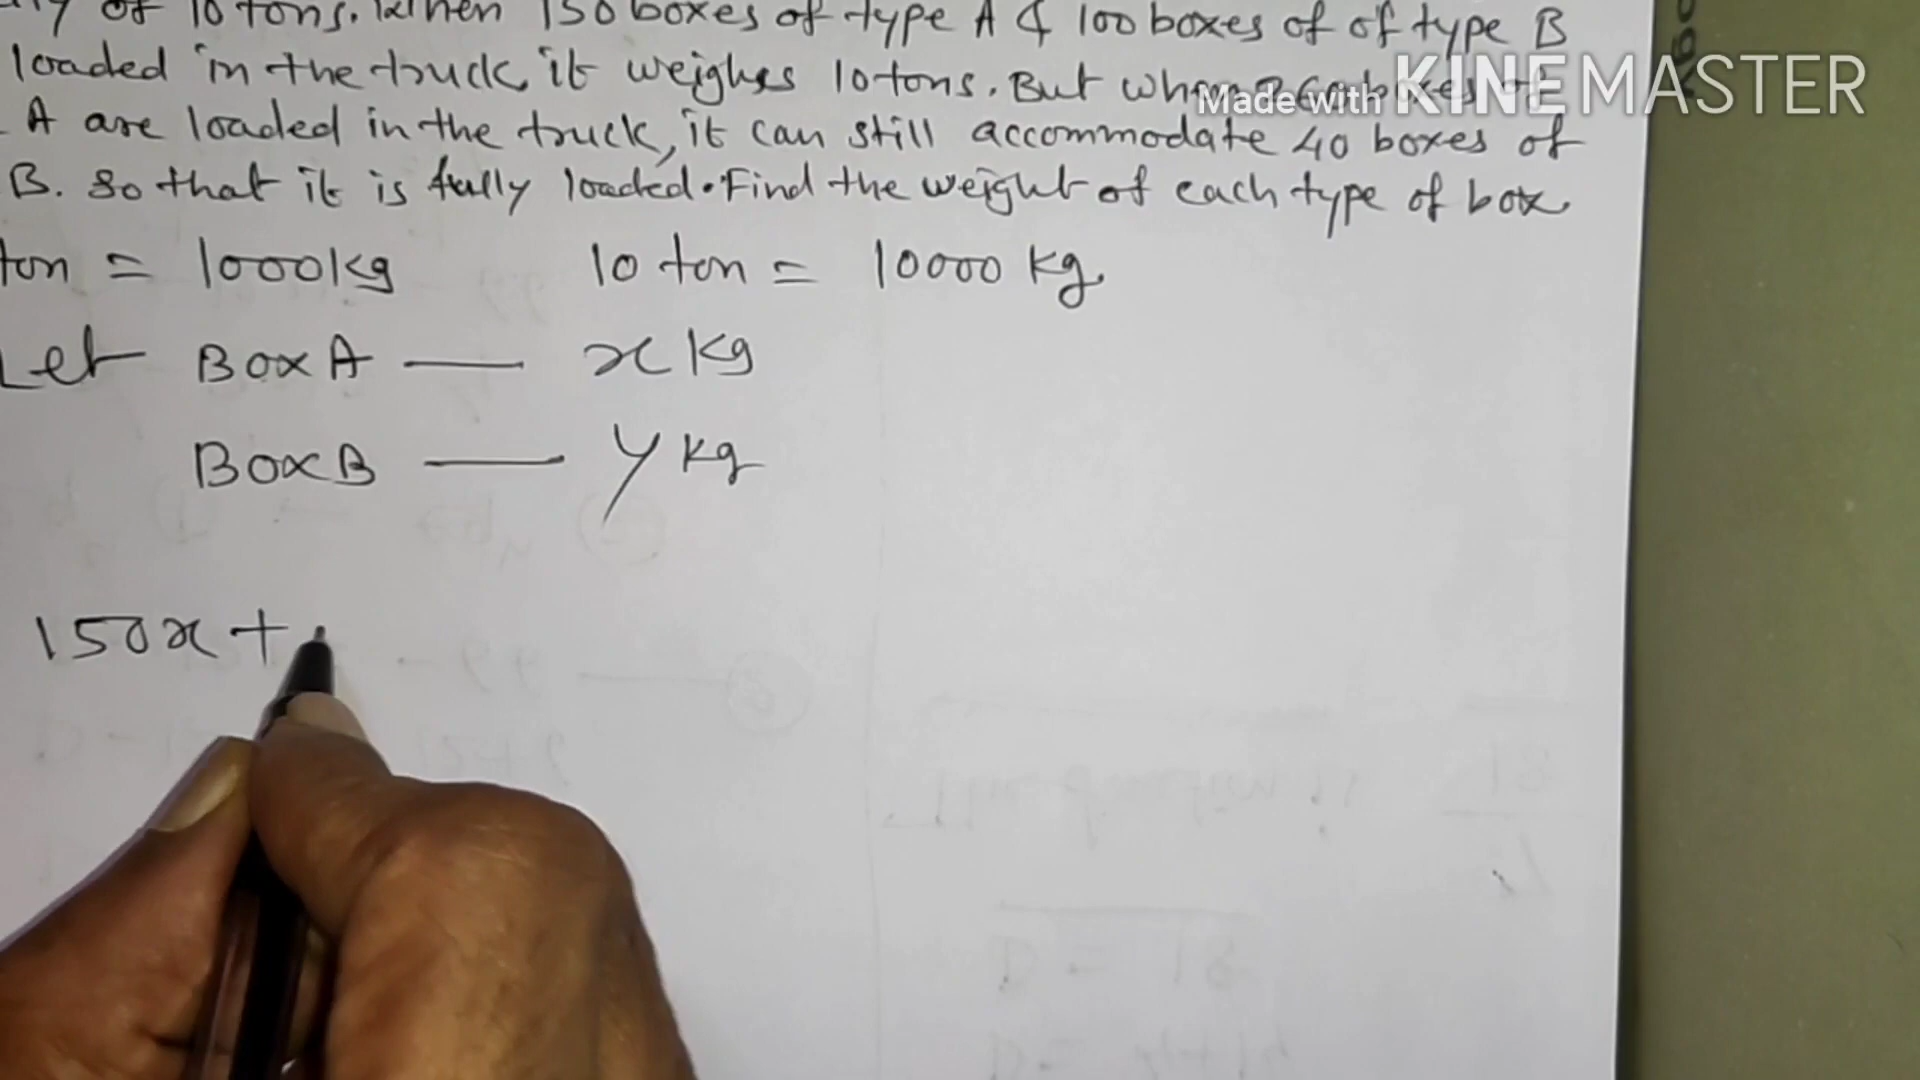 of 10 tons. When 150 boxes of type A & 100 boxes of of type B
loaded in the truck, it weighs 10 tons. But when boxes of
Made with KINEMASTER
A are loaded in the truck, it can still accommodate 40 boxes of
B. so that it is fully loaded. Find the weight of each type of box.
ton = 1000kg 10 ton = 10000 kg.
Let Box A — x kg
Box B — y kg
150x +